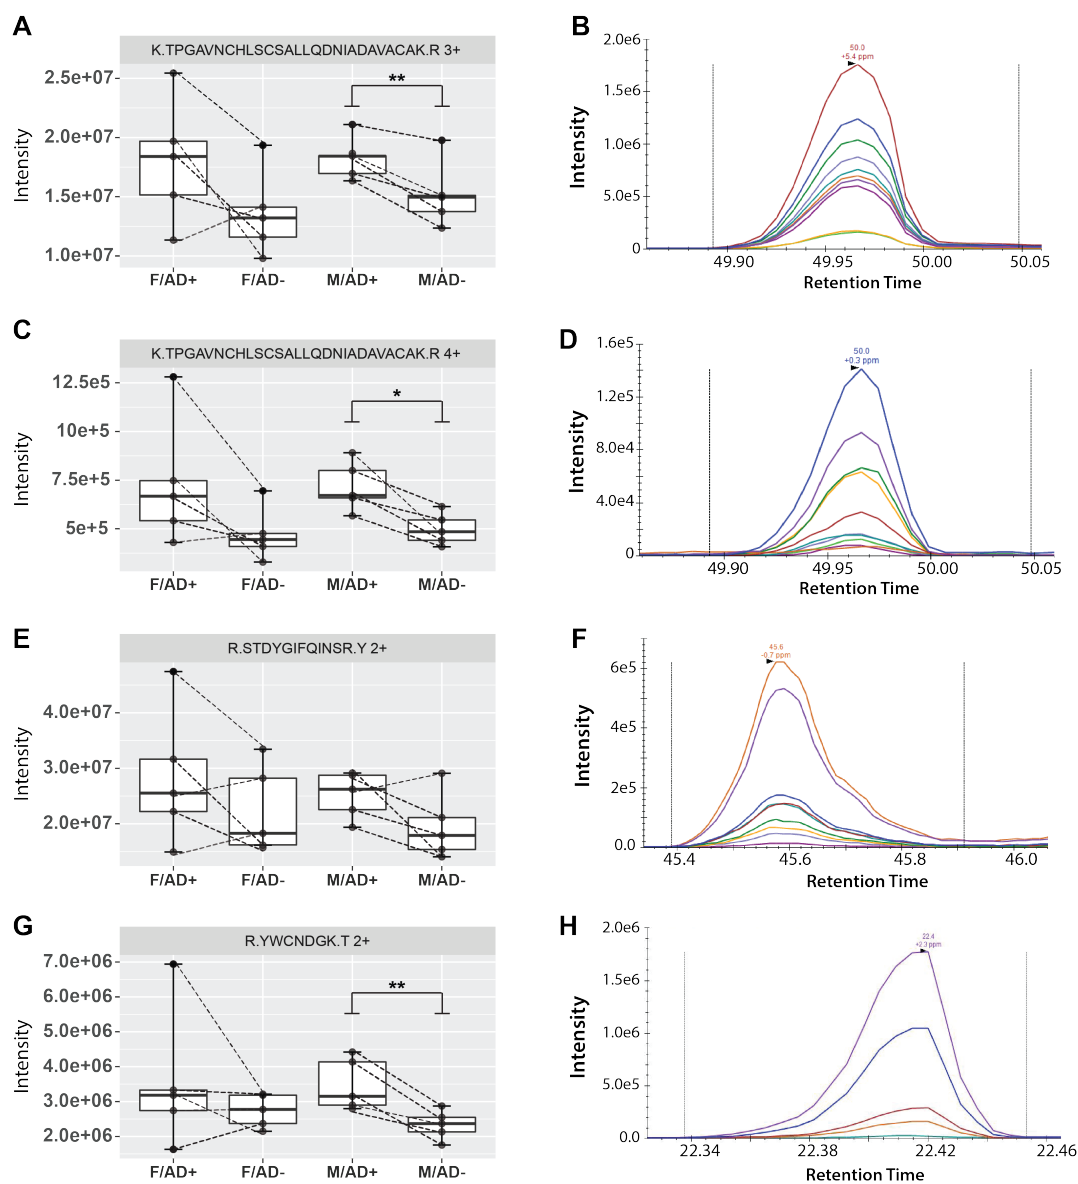 A
K.TPGAVNCHLSCSALLQDNIADAVACAK.R 3+
Intensity
2.5e+07
2.0e+07
1.5e+07
1.0e+07
**
F/AD+ F/AD- M/AD+ M/AD-
B
Intensity
2.0e6
1.5e6
1.0e6
5.0e5
0
50.0
+5.4 ppm
49.90 49.95 50.00 50.05
Retention Time
C
K.TPGAVNCHLSCSALLQDNIADAVACAK.R 4+
Intensity
12.5e+5
10e+5
7.5e+5
5e+5
*
F/AD+ F/AD- M/AD+ M/AD-
D
Intensity
1.6e5
1.2e5
8.0e4
4.0e4
0
50.0
+0.3 ppm
49.90 49.95 50.00 50.05
Retention Time
E
R.STDYGIFQINSR.Y 2+
Intensity
4.0e+07
3.0e+07
2.0e+07
F/AD+ F/AD- M/AD+ M/AD-
F
Intensity
6e5
4e5
2e5
0.0
45.6
-0.7 ppm
45.4 45.6 45.8 46.0
Retention Time
G
R.YWCNDGK.T 2+
Intensity
7.0e+06
6.0e+06
5.0e+06
4.0e+06
3.0e+06
2.0e+06
**
F/AD+ F/AD- M/AD+ M/AD-
H
Intensity
2.0e6
1.5e6
1.0e6
5.0e5
0.0
22.4
+2.3 ppm
22.34 22.38 22.42 22.46
Retention Time